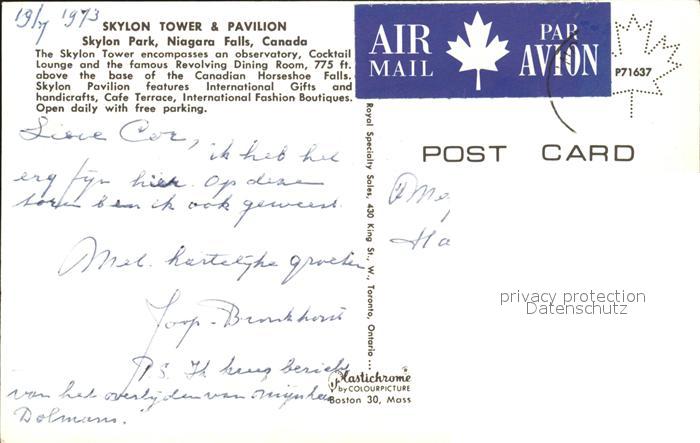 19/7 1973
SKYLON TOWER & PAVILION
Skylon Park, Niagara Falls, Canada
The Skylon Tower encompasses an observatory, Cocktail
Lounge and the famous Revolving Dining Room, 775 ft.
above the base of the Canadian Horseshoe Falls.
Skylon Pavilion features International Gifts and
handicrafts, Cafe Terrace, International Fashion Boutiques.
Open daily with free parking.
Lieve Cor,
ik heb het
erg fijn hier. Op deze
toren ben ik ook geweest.
Met hartelijke groeten
Joop Bronkhorst
P.S. Ik kreeg bericht
van het overlijden van mijnheer
Dolmans.
AIR
MAIL
PAR
AVION
P71637
POST CARD
Royal Specialty Sales, 430 King St., W., Toronto, Ontario...
Mej
Ha
privacy protection
Datenschutz
Plastichrome®
by COLOURPICTURE
Boston 30, Mass